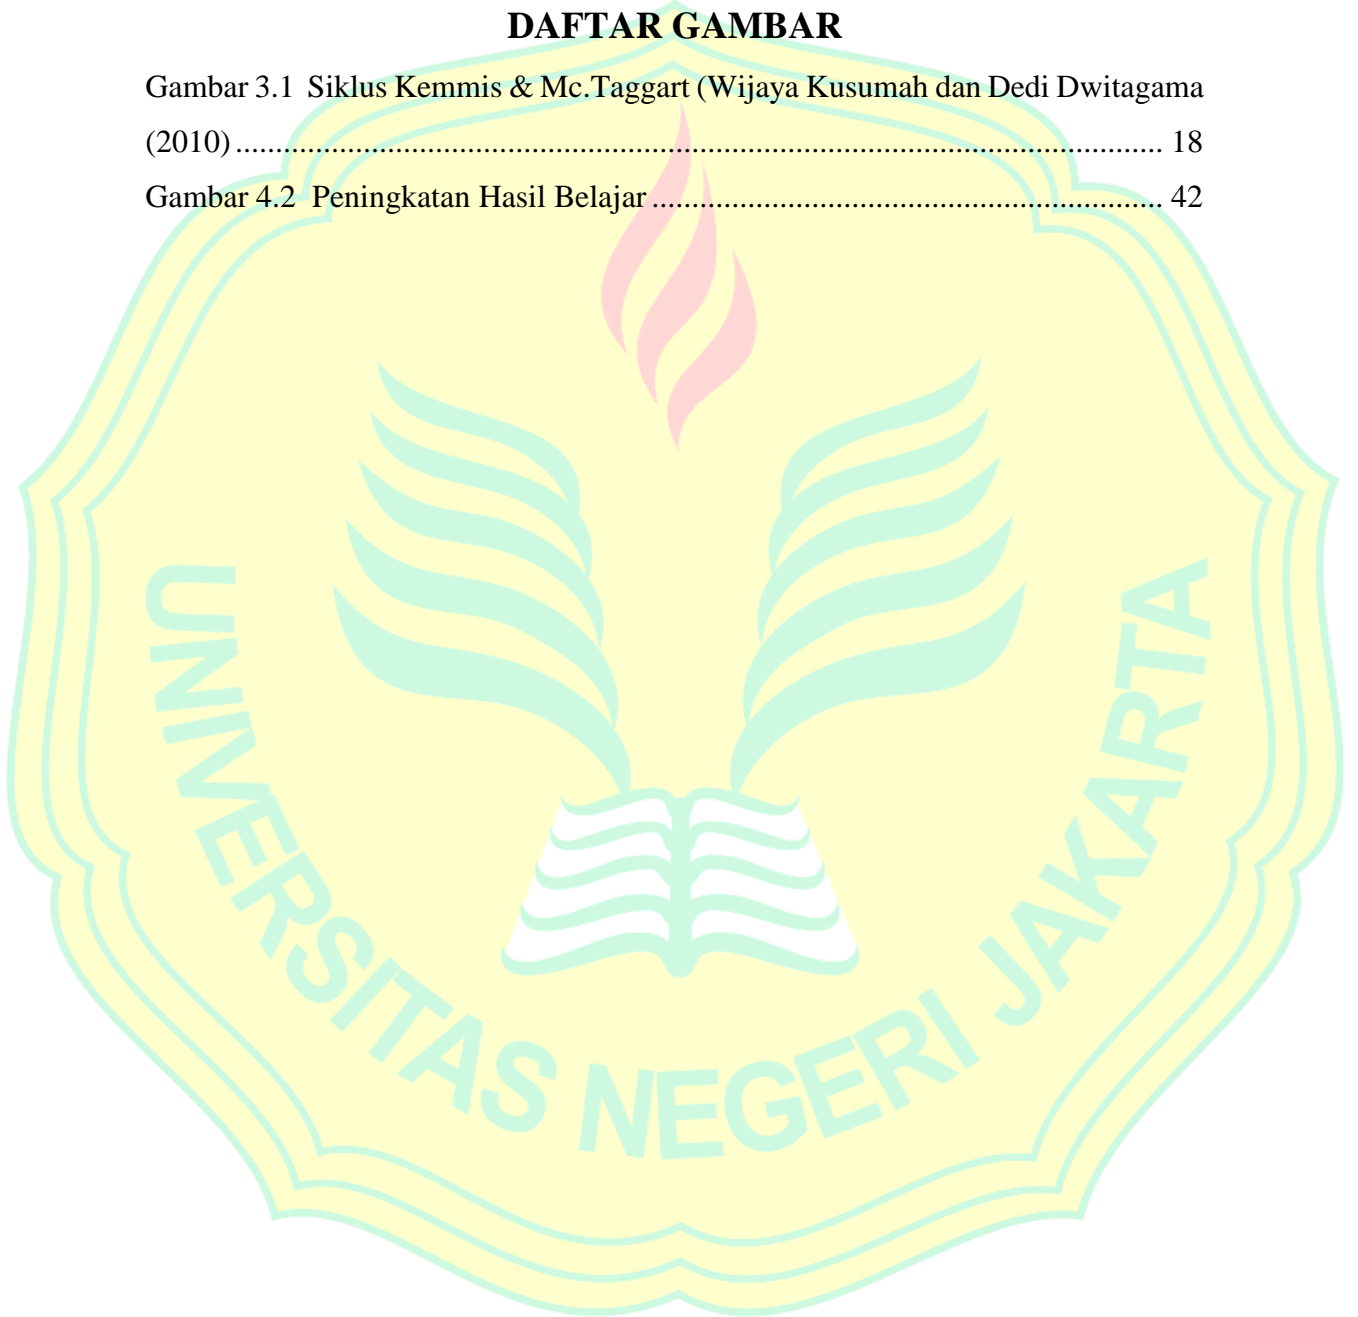 DAFTAR GAMBAR
Gambar 3.1 Siklus Kemmis & Mc.Taggart (Wijaya Kusumah dan Dedi Dwitagama
(2010) .................................................................................................................... 18
Gambar 4.2 Peningkatan Hasil Belajar ................................................................ 42
UNIVERSITAS NEGERI JAKARTA